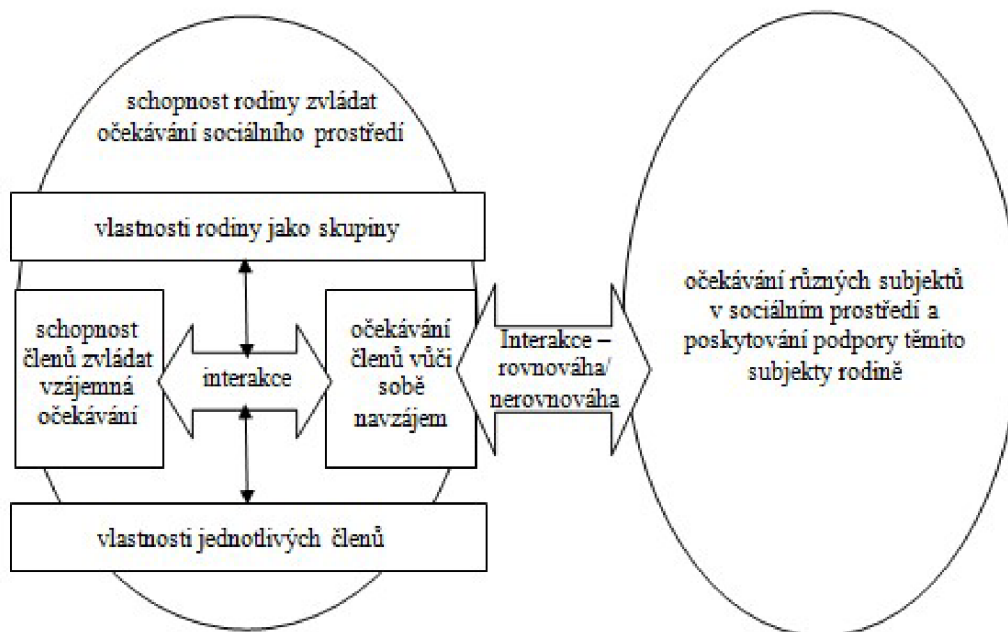 schopnost rodiny zvládat
očekávání sociálního prostředí
vlastnosti rodiny jako skupiny
schopnost
členů zvládat
vzájemná
očekávání
interakce
očekávání
členů vůči
sobě
navzájem
Interakce –
rovnováha/
nerovnováha
vlastnosti jednotlivých členů
očekávání různých subjektů
v sociálním prostředí a
poskytování podpory těmito
subjekty rodině